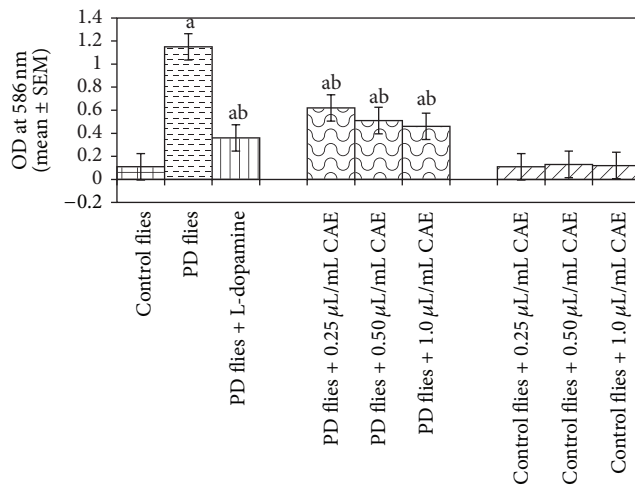 OD at 586 nm
(mean ± SEM)
1.4
1.2
1
0.8
0.6
0.4
0.2
0
−0.2
a
ab
ab
ab
ab
Control flies
PD flies
PD flies + L-dopamine
PD flies + 0.25 μL/mL CAE
PD flies + 0.50 μL/mL CAE
PD flies + 1.0 μL/mL CAE
Control flies + 0.25 μL/mL CAE
Control flies + 0.50 μL/mL CAE
Control flies + 1.0 μL/mL CAE